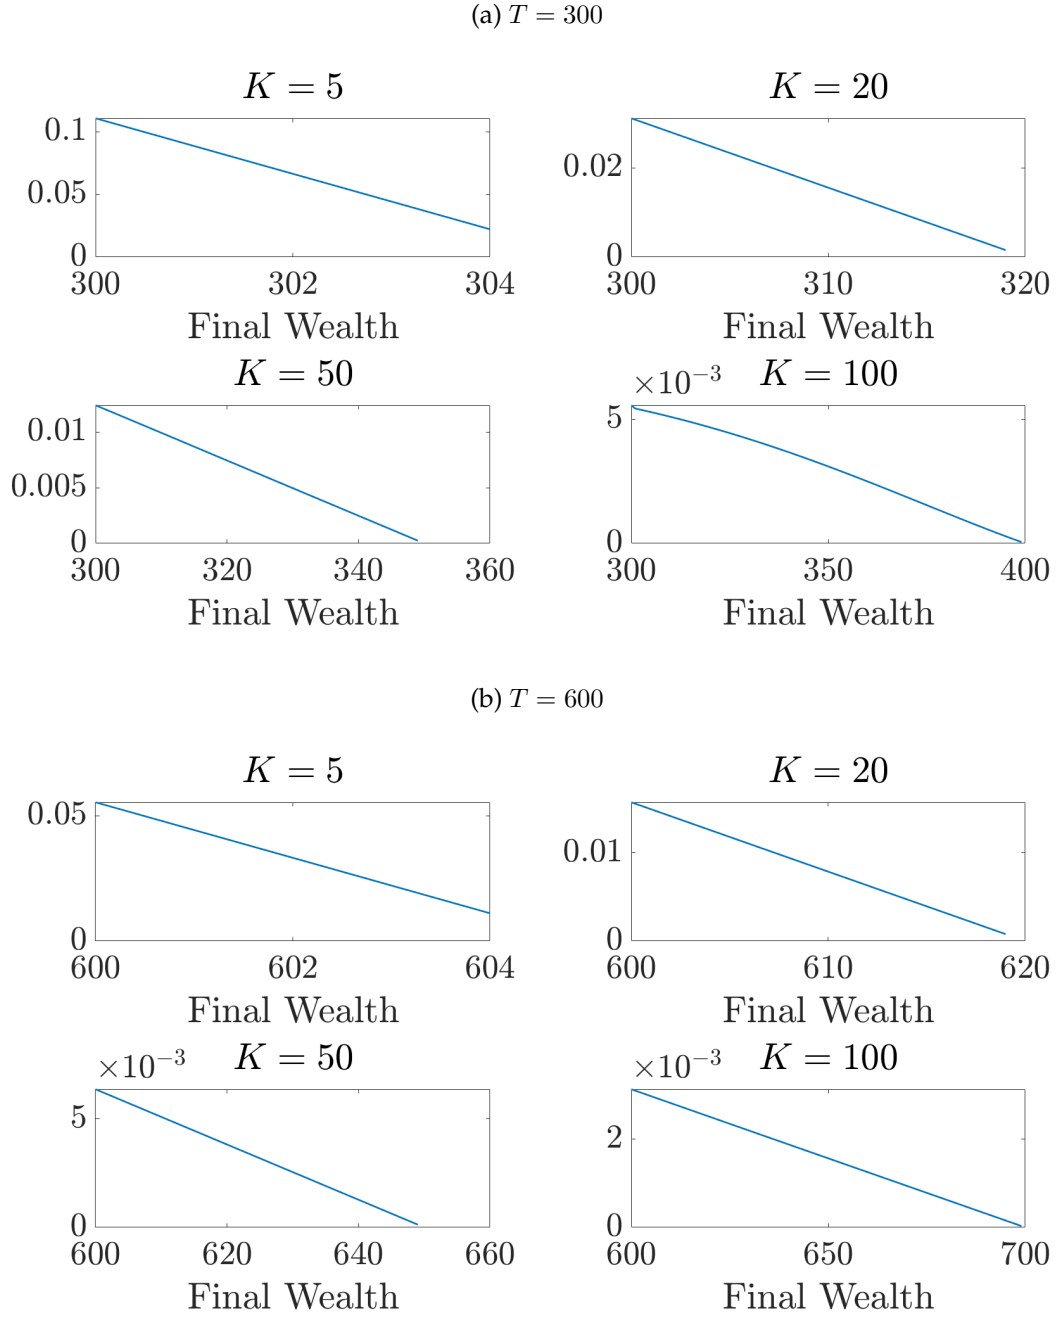 (a) T = 300
K = 5
0.1
0.05
0
300 302 304
Final Wealth
K = 20
0.02
0
300 310 320
Final Wealth
K = 50
0.01
0.005
0
300 320 340 360
Final Wealth
×10⁻³ K = 100
5
0
300 350 400
Final Wealth
(b) T = 600
K = 5
0.05
0
600 602 604
Final Wealth
K = 20
0.01
0
600 610 620
Final Wealth
×10⁻³ K = 50
5
0
600 620 640 660
Final Wealth
×10⁻³ K = 100
2
0
600 650 700
Final Wealth